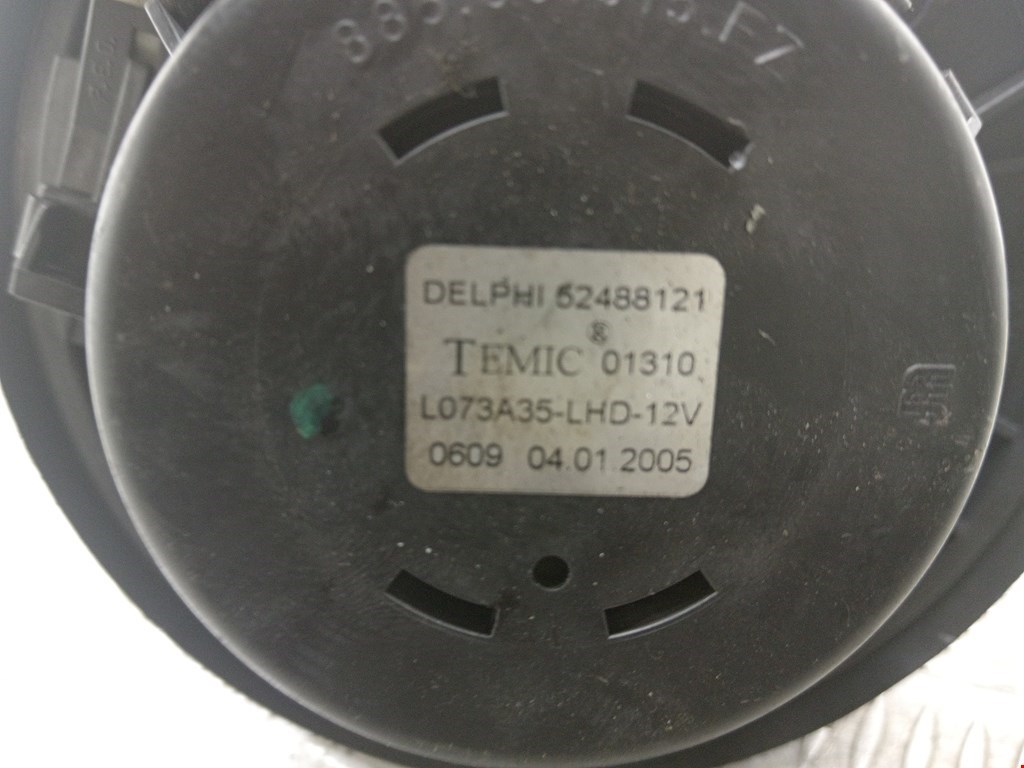 DELPHI 52488121
TEMIC® 01310
L073A35-LHD-12V
0609 04.01.2005